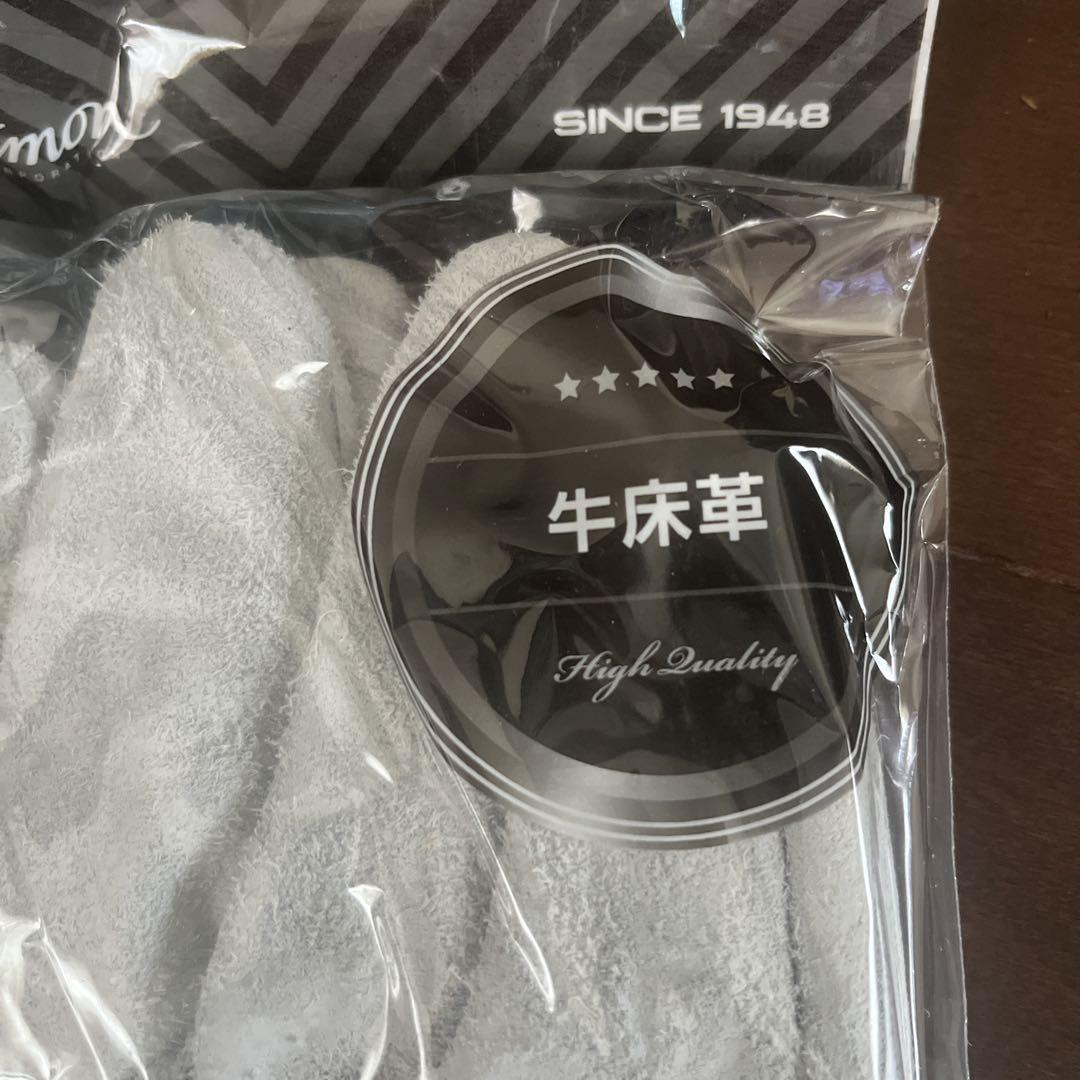 SINCE 1948
牛床革
High Quality